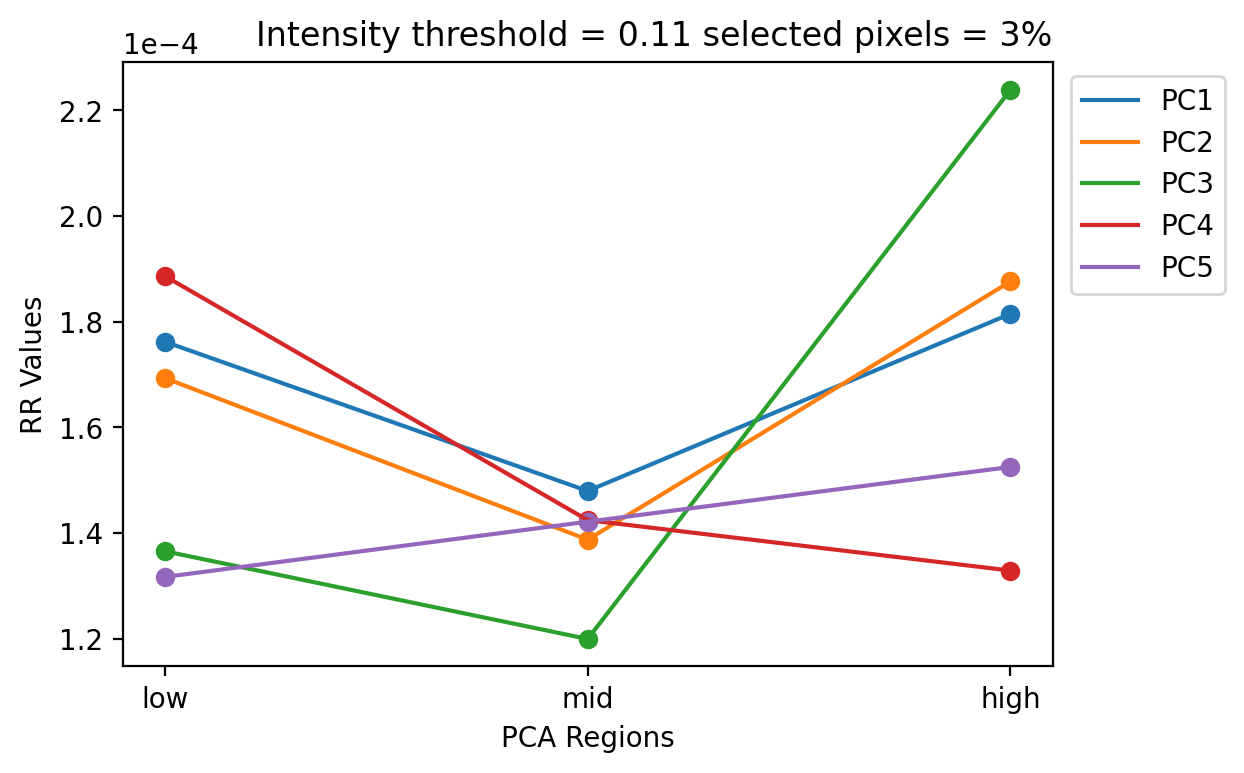 Intensity threshold = 0.11 selected pixels = 3%
1e−4
2.2
2.0
1.8
1.6
1.4
1.2
RR Values
low mid high
PCA Regions
PC1
PC2
PC3
PC4
PC5